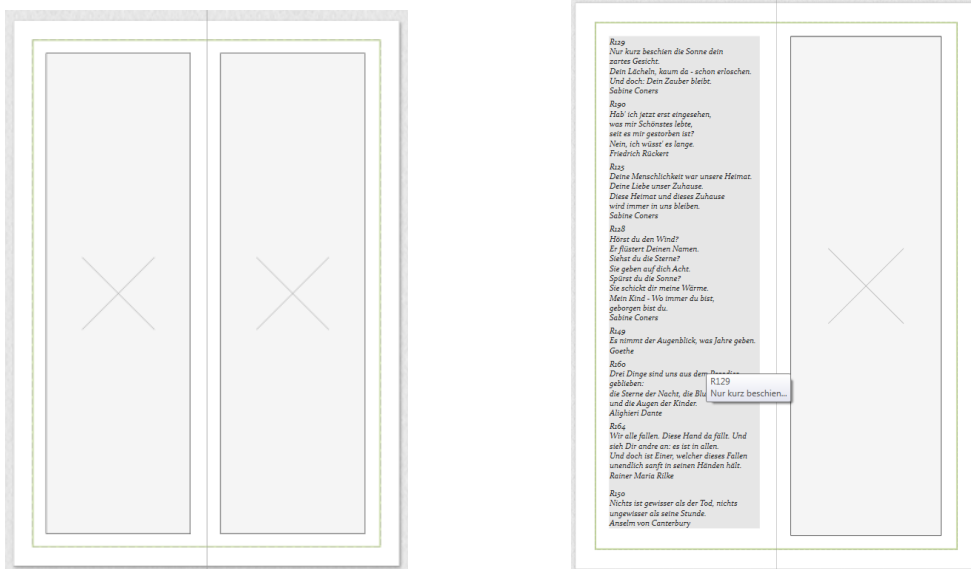 R129
Nur kurz beschien die Sonne dein
zartes Gesicht.
Dein Lächeln, kaum da - schon erloschen.
Und doch: Dein Zauber bleibt.
Sabine Coners
R190
Hab' ich jetzt erst eingesehen,
was mir Schönstes lebte,
seit es mir gestorben ist?
Nein, ich wüsst' es lange.
Friedrich Rückert
R125
Deine Menschlichkeit war unsere Heimat.
Deine Liebe unser Zuhause.
Diese Heimat und dieses Zuhause
wird immer in uns bleiben.
Sabine Coners
R128
Hörst du den Wind?
Er flüstert Deinen Namen.
Siehst du die Sterne?
Sie geben auf dich Acht.
Spürst du die Sonne?
Sie schickt dir meine Wärme.
Mein Kind - Wo immer du bist,
geborgen bist du.
Sabine Coners
R149
Es nimmt der Augenblick, was Jahre geben.
Goethe
R160
Drei Dinge sind uns aus dem
geblieben:
die Sterne der Nacht, die
und die Augen der Kinder.
Alighieri Dante
R129
Nur kurz beschien...
R164
Wir alle fallen. Diese Hand da fällt. Und
sieh Dir andre an: es ist in allen.
Und doch ist Einer, welcher dieses Fallen
unendlich sanft in seinen Händen hält.
Rainer Maria Rilke
R150
Nichts ist gewisser als der Tod, nichts
ungewisser als seine Stunde.
Anselm von Canterbury